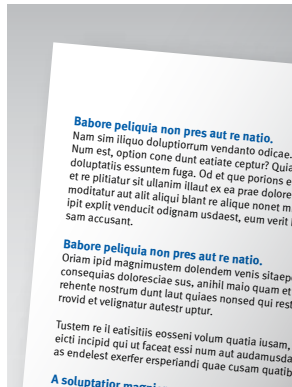 Babore peliquia non pres aut re natio.
Nam sim iliquo doluptiorrum vendanto odicae.
Num est, option cone dunt eatiate ceptur? Quia
doluptatiis essuntem fuga. Od et que porions e
et re plitiatur sit ullanim illaut ex ea prae dolore
moditatur aut alit aliqui blant re alique nonet m
ipit explit venducit odignam usdaest, eum verit
sam accusant.
Babore peliquia non pres aut re natio.
Oriam ipid magnimustem dolendem venis sitaepe
consequias doloresciae sus, anihil maio quam et
rehente nostrum dunt laut quiaes nonsed qui rest
rrovid et velignatur autestr uptur.
Tustem re il eatisitiis eosseni volum quatia iusam,
eicti incipid qui ut faceat essi num aut audamusda
as endelest exerfer ersperiandi quae cusam quatib
A soluptatior